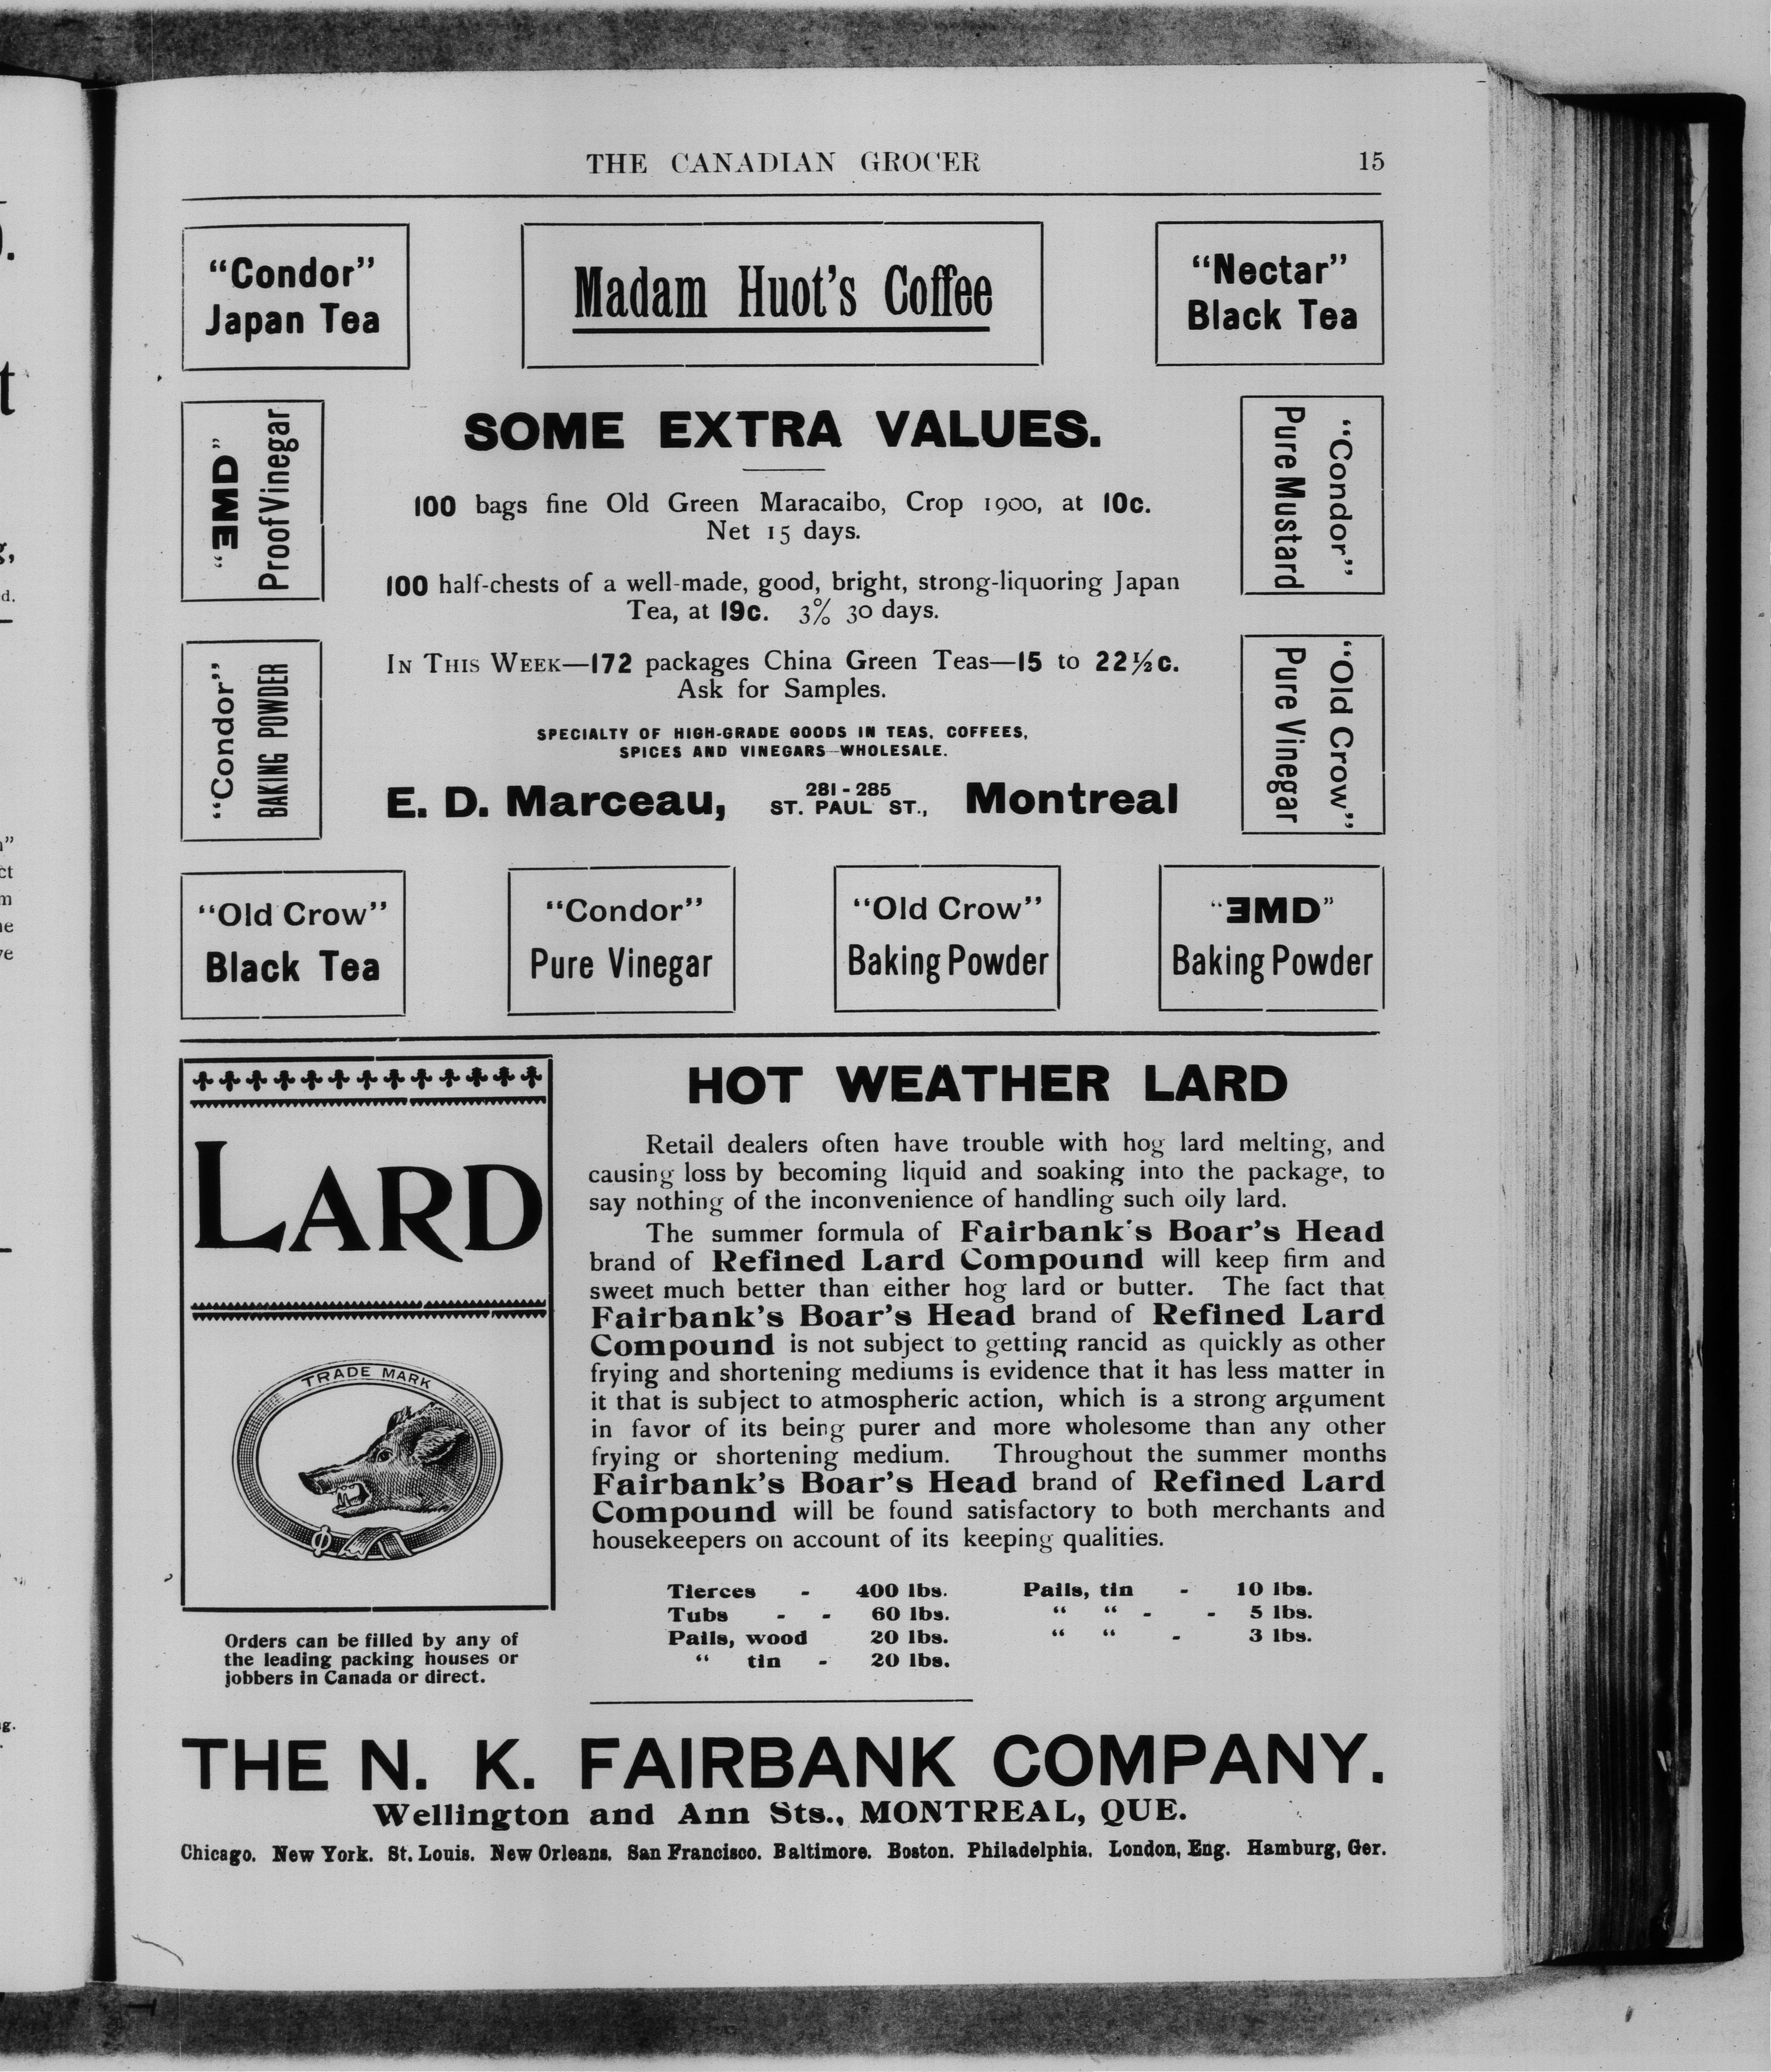 THE CANADIAN GROCER 15
"Condor"
Japan Tea
Madam Huot's Coffee
"Nectar"
Black Tea
"ƎMD"
Proof Vinegar
"Condor"
BAKING POWDER
SOME EXTRA VALUES.
100 bags fine Old Green Maracaibo, Crop 1900, at 10c.
Net 15 days.
100 half-chests of a well-made, good, bright, strong-liquoring Japan
Tea, at 19c. 3% 30 days.
IN THIS WEEK—172 packages China Green Teas—15 to 22½c.
Ask for Samples.
SPECIALTY OF HIGH-GRADE GOODS IN TEAS, COFFEES,
SPICES AND VINEGARS—WHOLESALE.
E. D. Marceau, 281-285 ST. PAUL ST., Montreal
"Condor"
Pure Mustard
"Old Crow"
Pure Vinegar
"Old Crow"
Black Tea
"Condor"
Pure Vinegar
"Old Crow"
Baking Powder
"ƎMD"
Baking Powder
LARD
TRADE MARK
Orders can be filled by any of
the leading packing houses or
jobbers in Canada or direct.
HOT WEATHER LARD
Retail dealers often have trouble with hog lard melting, and
causing loss by becoming liquid and soaking into the package, to
say nothing of the inconvenience of handling such oily lard.
The summer formula of Fairbank's Boar's Head
brand of Refined Lard Compound will keep firm and
sweet much better than either hog lard or butter. The fact that
Fairbank's Boar's Head brand of Refined Lard
Compound is not subject to getting rancid as quickly as other
frying and shortening mediums is evidence that it has less matter in
it that is subject to atmospheric action, which is a strong argument
in favor of its being purer and more wholesome than any other
frying or shortening medium. Throughout the summer months
Fairbank's Boar's Head brand of Refined Lard
Compound will be found satisfactory to both merchants and
housekeepers on account of its keeping qualities.
Tierces - 400 lbs. Pails, tin - 10 lbs.
Tubs - - 60 lbs. " " - - 5 lbs.
Pails, wood 20 lbs. " " - 3 lbs.
" tin - 20 lbs.
THE N. K. FAIRBANK COMPANY.
Wellington and Ann Sts., MONTREAL, QUE.
Chicago. New York. St. Louis. New Orleans. San Francisco. Baltimore. Boston. Philadelphia. London, Eng. Hamburg, Ger.